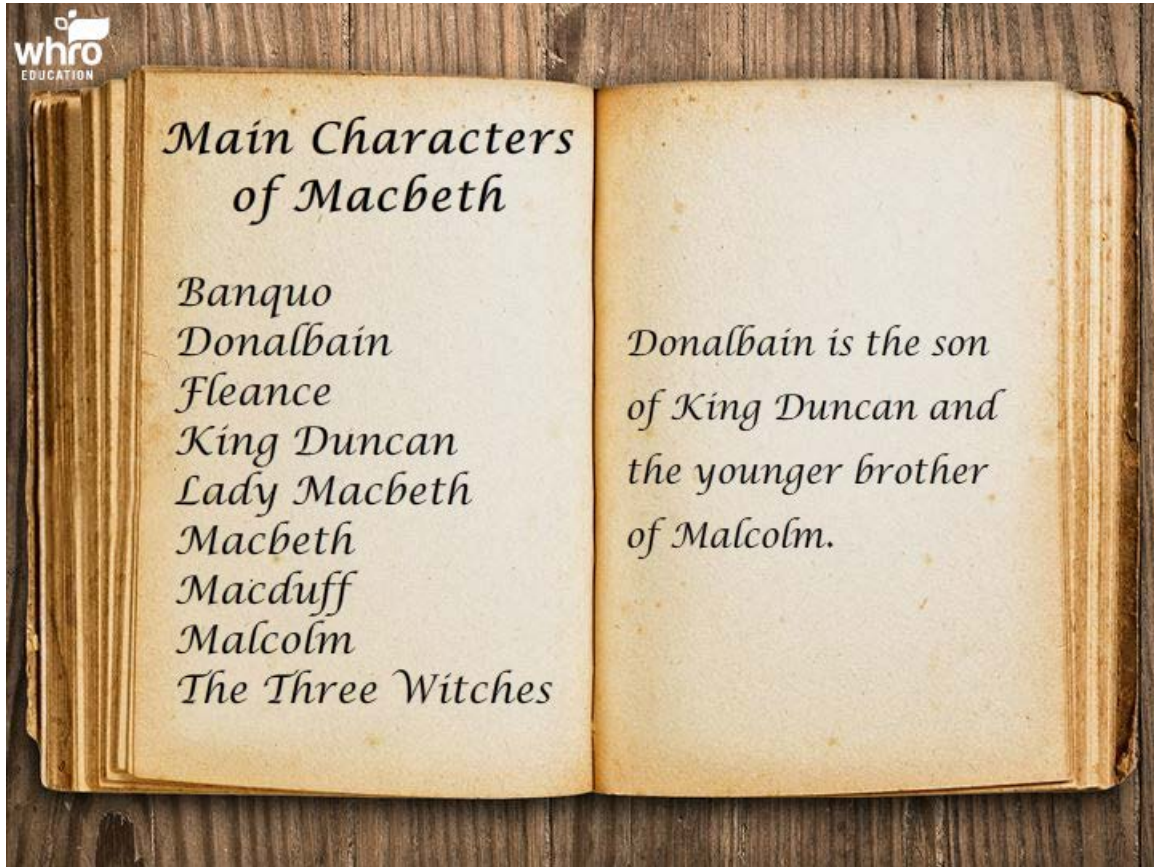 whro
EDUCATION
Main Characters
of Macbeth
Banquo
Donalbain
Fleance
King Duncan
Lady Macbeth
Macbeth
Macduff
Malcolm
The Three Witches
Donalbain is the son
of King Duncan and
the younger brother
of Malcolm.